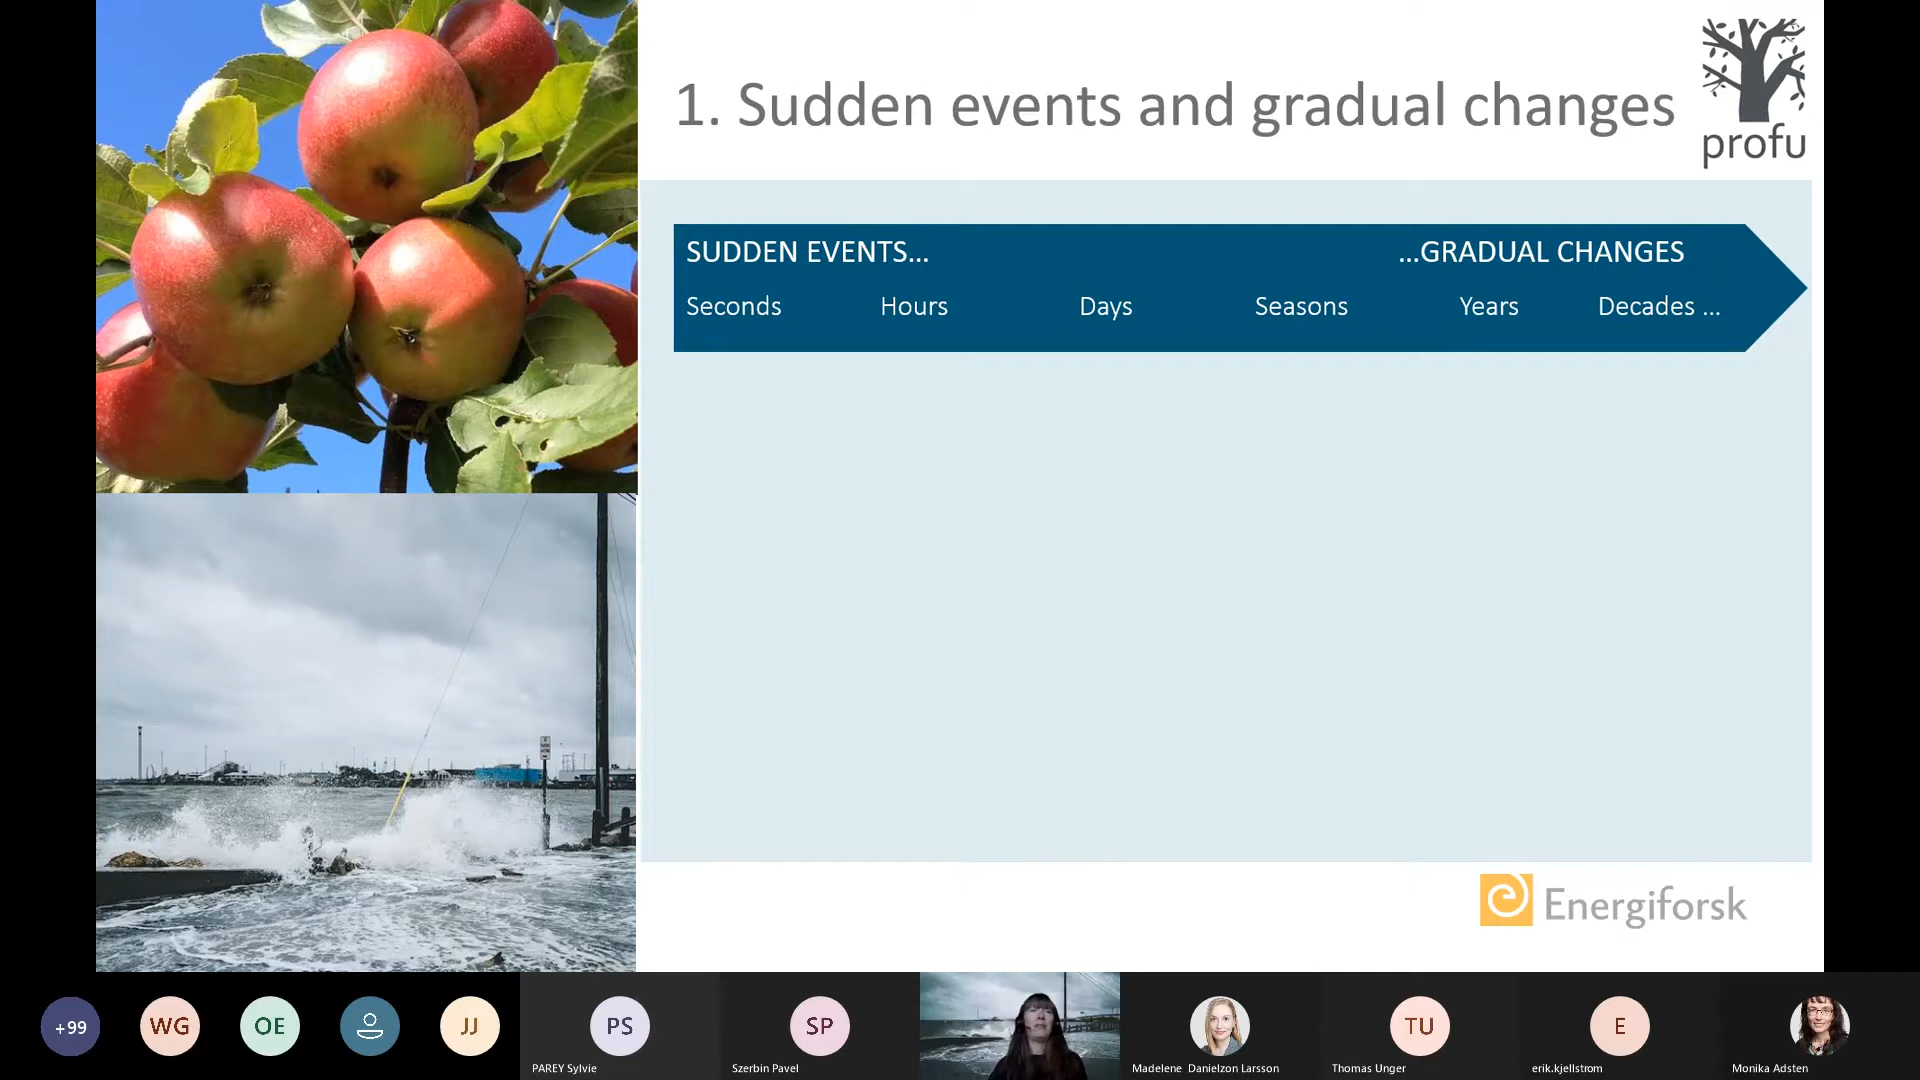 1. Sudden events and gradual changes
profu
SUDDEN EVENTS...
...GRADUAL CHANGES
Seconds
Hours
Days
Seasons
Years
Decades ...
Energiforsk
+99
WG
OE
JJ
PS
SP
TU
E
PAREY Sylvie
Szerbin Pavel
Madelene Danielzon Larsson
Thomas Unger
erik.kjellstrom
Monika Adsten